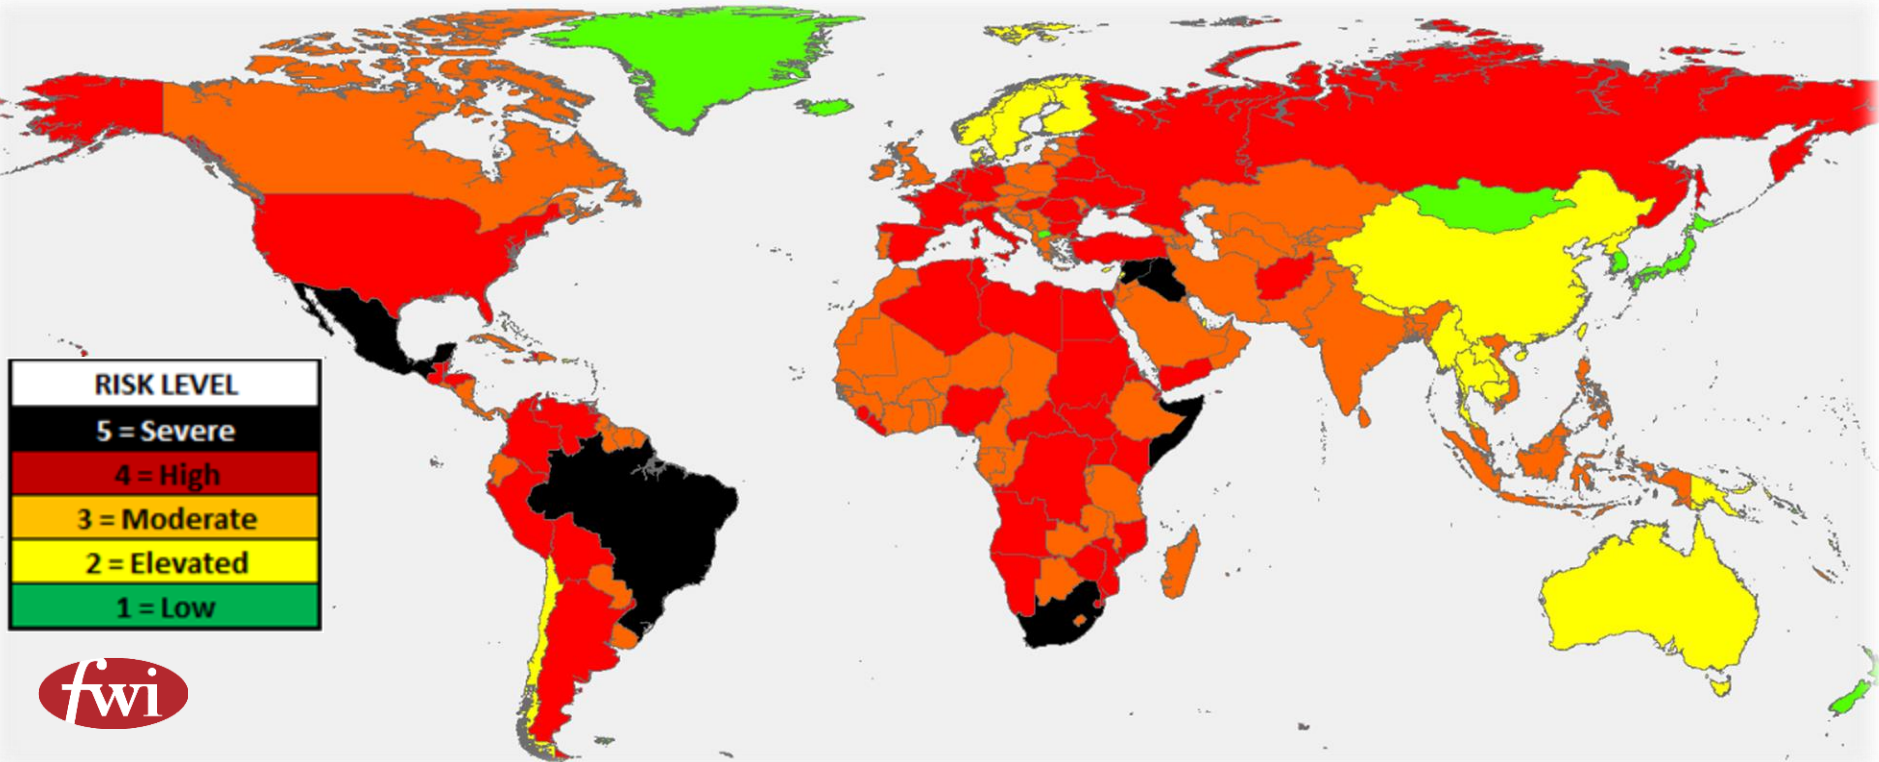 RISK LEVEL
5 = Severe
4 = High
3 = Moderate
2 = Elevated
1 = Low
fwi